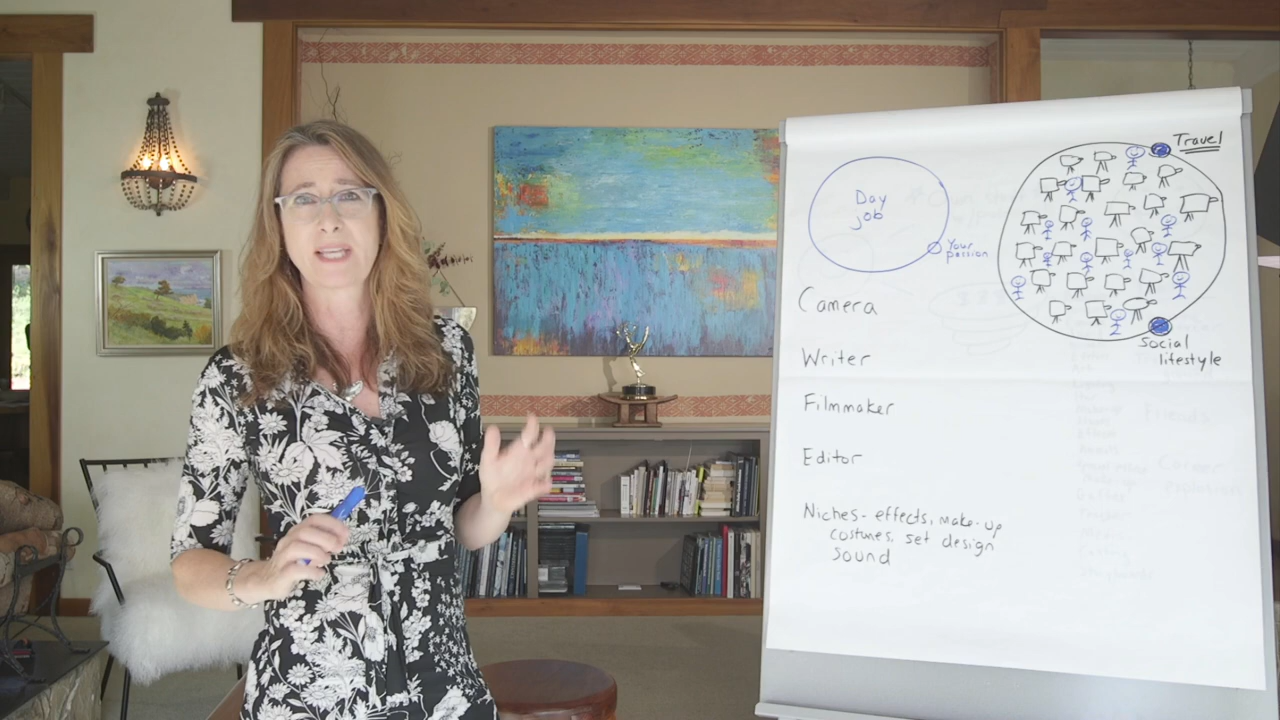 Travel
Day
job
Your
passion
Camera
Social
lifestyle
Writer
Filmmaker
Editor
Niches - effects, make-up
costumes, set design
sound
Friends